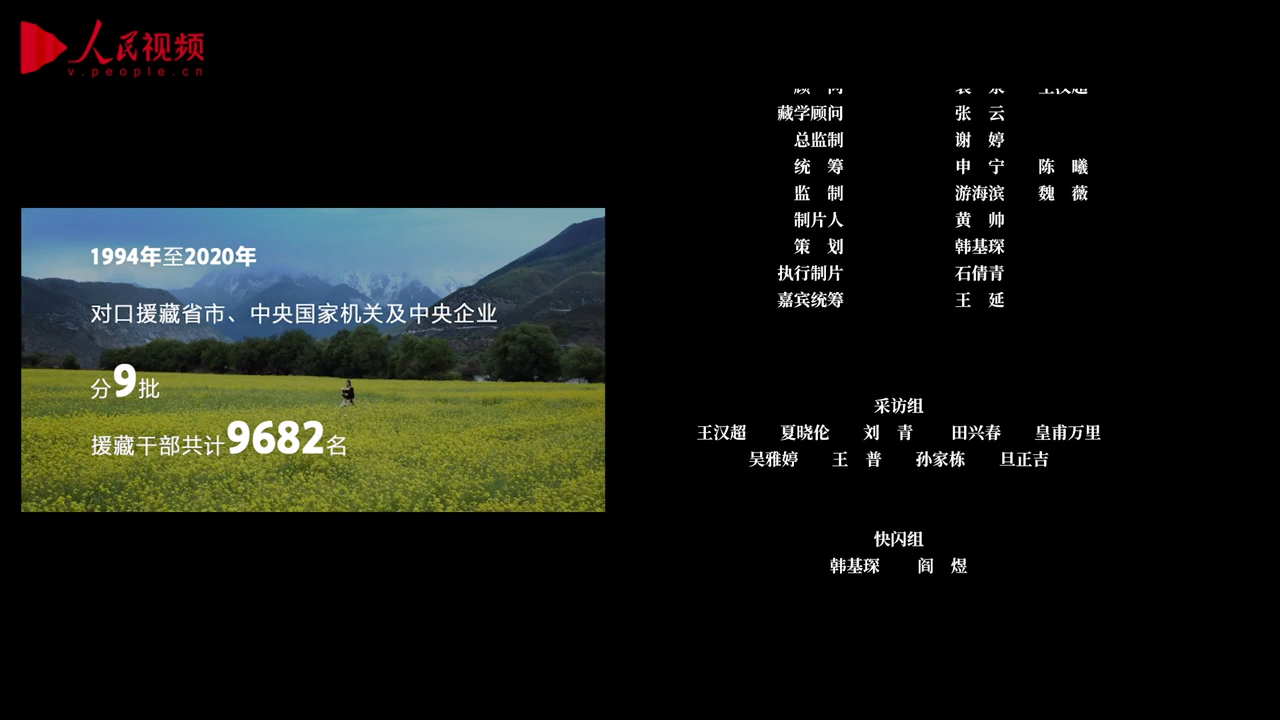 人民视频
v.people.cn
1994年至2020年
对口援藏省市、中央国家机关及中央企业
分9批
援藏干部共计9682名
藏学顾问 张 云
总监制 谢 婷
统 筹 申 宁 陈 曦
监 制 游海滨 魏 薇
制片人 黄 帅
策 划 韩基琛
执行制片 石倩青
嘉宾统筹 王 延
采访组
王汉超 夏晓伦 刘 青 田兴春 皇甫万里
吴雅婷 王 普 孙家栋 旦正吉
快闪组
韩基琛 阎 煜